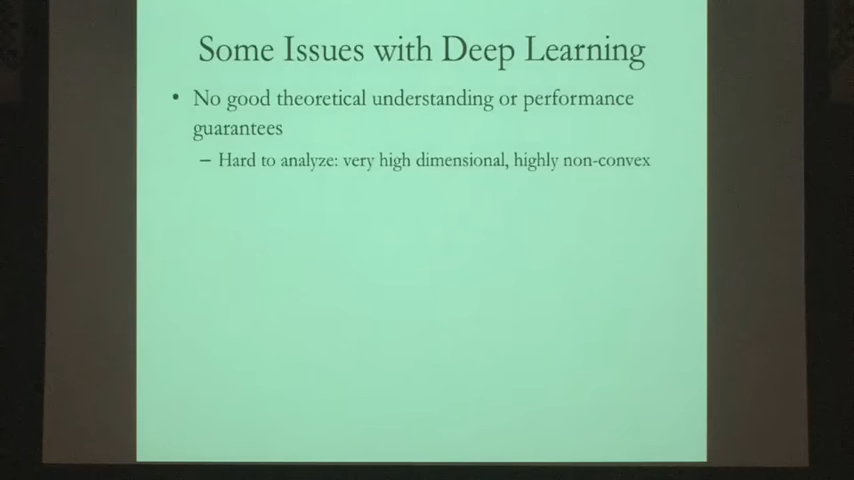 Some Issues with Deep Learning
• No good theoretical understanding or performance
guarantees
– Hard to analyze: very high dimensional, highly non-convex